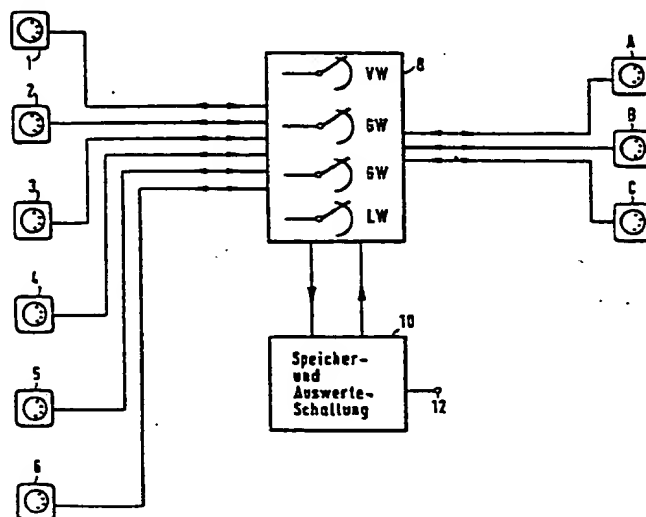 1
2
3
4
5
6
VW
GW
GW
LW
8
A
B
C
10
Speicher-
und
Auswerte-
Schaltung
12